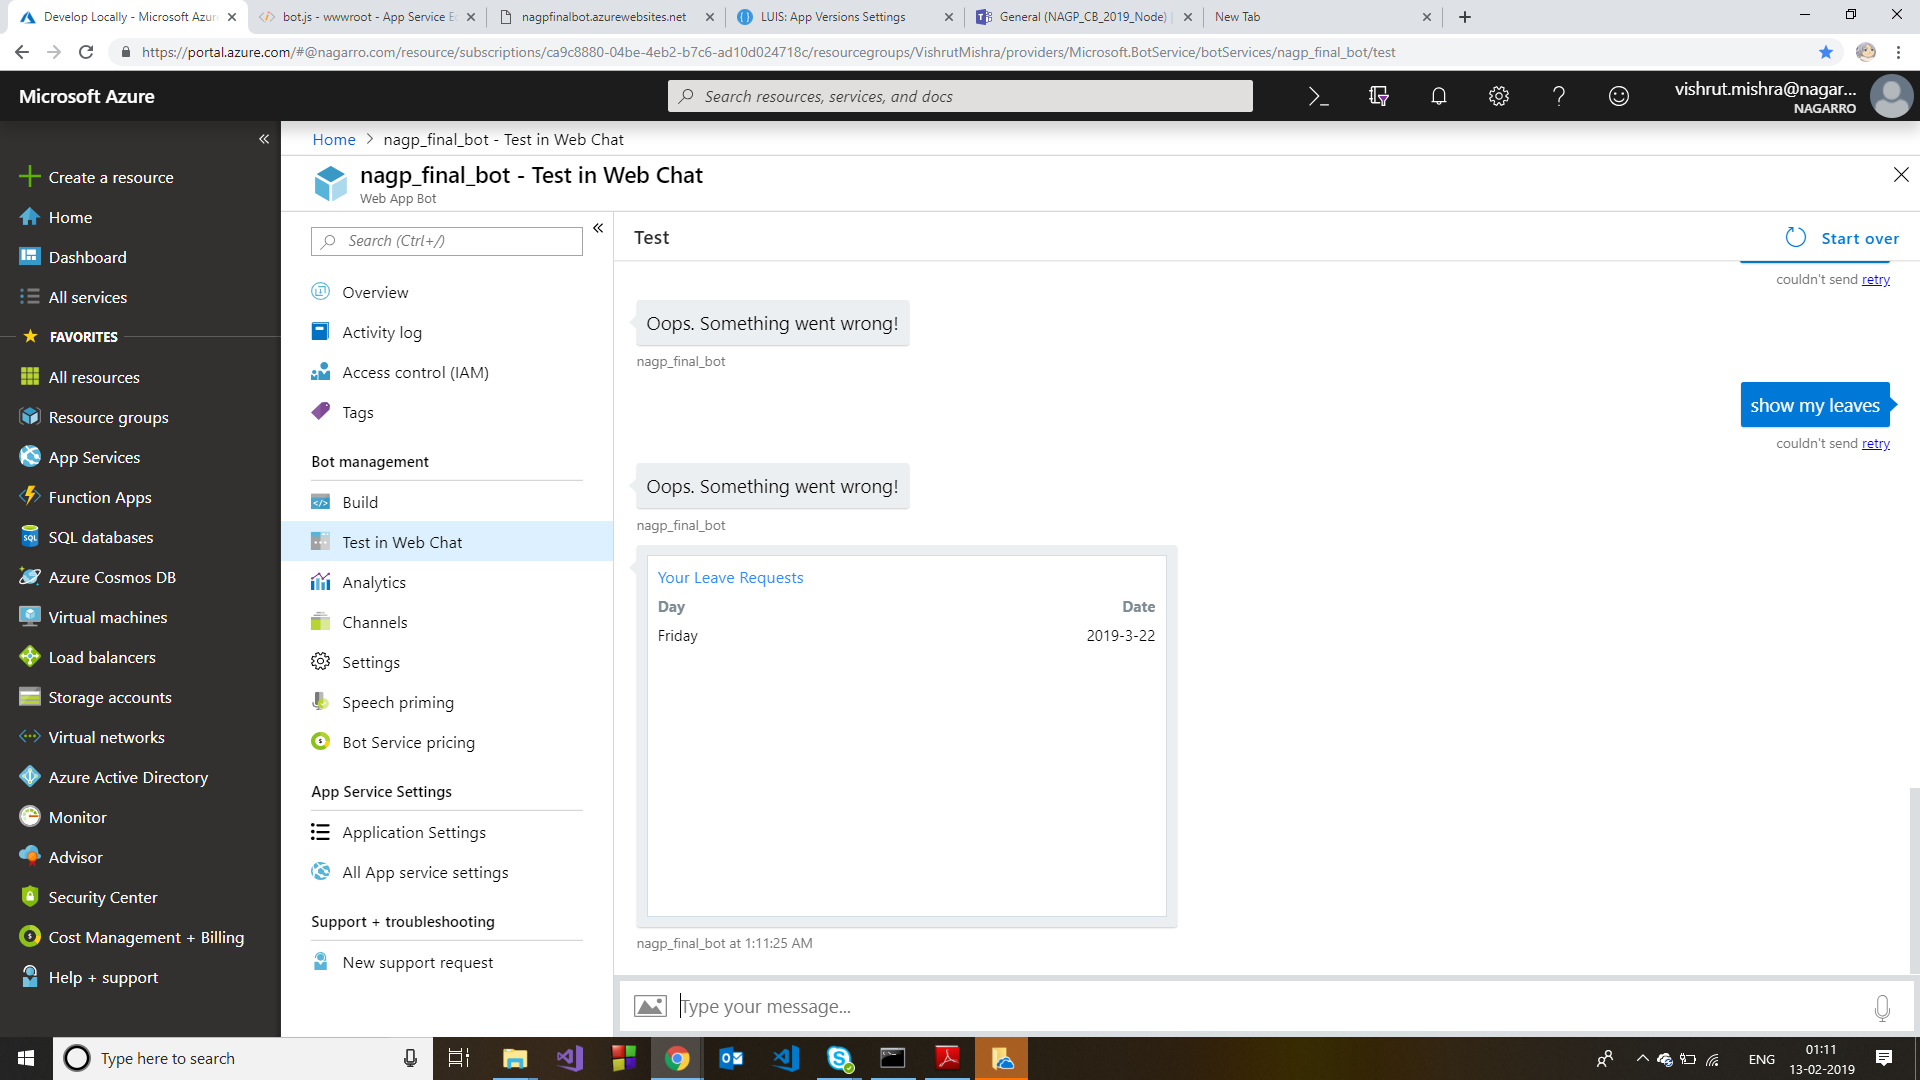 Develop Locally - Microsoft Azur
bot.js - wwwroot - App Service Ed
nagpfinalbot.azurewebsites.net
LUIS: App Versions Settings
General (NAGP_CB_2019_Node) |
New Tab
https://portal.azure.com/#@nagarro.com/resource/subscriptions/ca9c8880-04be-4eb2-b7c6-ad10d024718c/resourcegroups/VishrutMishra/providers/Microsoft.BotService/botServices/nagp_final_bot/test
Microsoft Azure
Search resources, services, and docs
vishrut.mishra@nagar...
NAGARRO
Create a resource
Home
Dashboard
All services
FAVORITES
All resources
Resource groups
App Services
Function Apps
SQL databases
Azure Cosmos DB
Virtual machines
Load balancers
Storage accounts
Virtual networks
Azure Active Directory
Monitor
Advisor
Security Center
Cost Management + Billing
Help + support
Home > nagp_final_bot - Test in Web Chat
nagp_final_bot - Test in Web Chat
Web App Bot
Search (Ctrl+/)
Overview
Activity log
Access control (IAM)
Tags
Bot management
Build
Test in Web Chat
Analytics
Channels
Settings
Speech priming
Bot Service pricing
App Service Settings
Application Settings
All App service settings
Support + troubleshooting
New support request
Test
Start over
couldn't send retry
Oops. Something went wrong!
nagp_final_bot
show my leaves
couldn't send retry
Oops. Something went wrong!
nagp_final_bot
Your Leave Requests
Day Date
Friday 2019-3-22
nagp_final_bot at 1:11:25 AM
Type your message...
Type here to search
ENG
01:11
13-02-2019